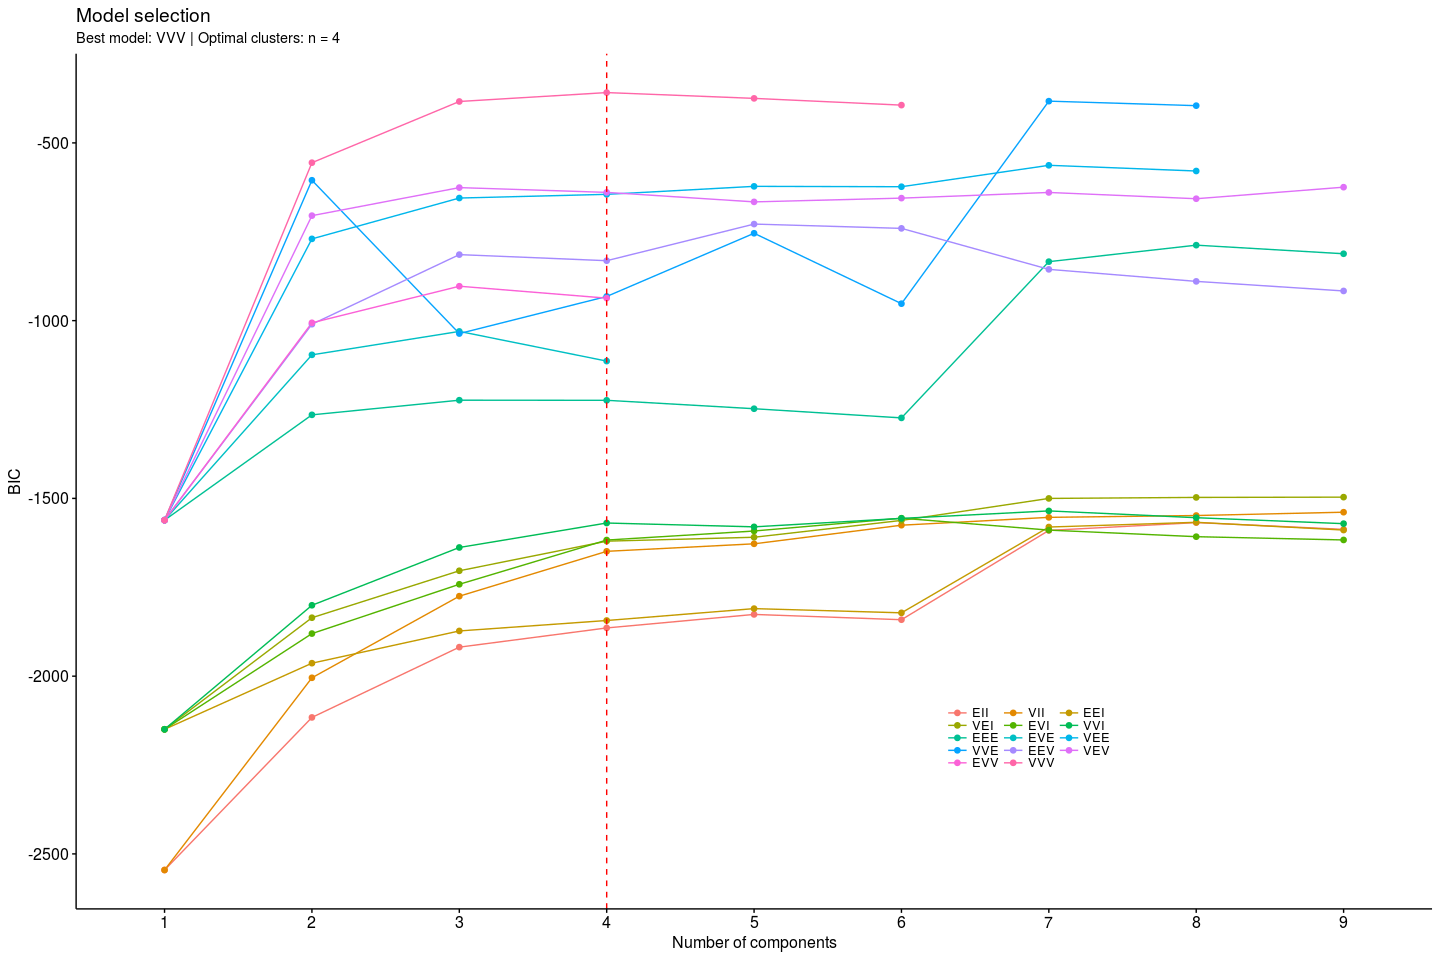 Model selection
Best model: VVV | Optimal clusters: n = 4
-500
-1000
-1500
-2000
-2500
BIC
EII VII EEI
VEI EVI VVI
EEE EVE VEE
VVE EEV VEV
EVV VVV
1 2 3 4 5 6 7 8 9
Number of components